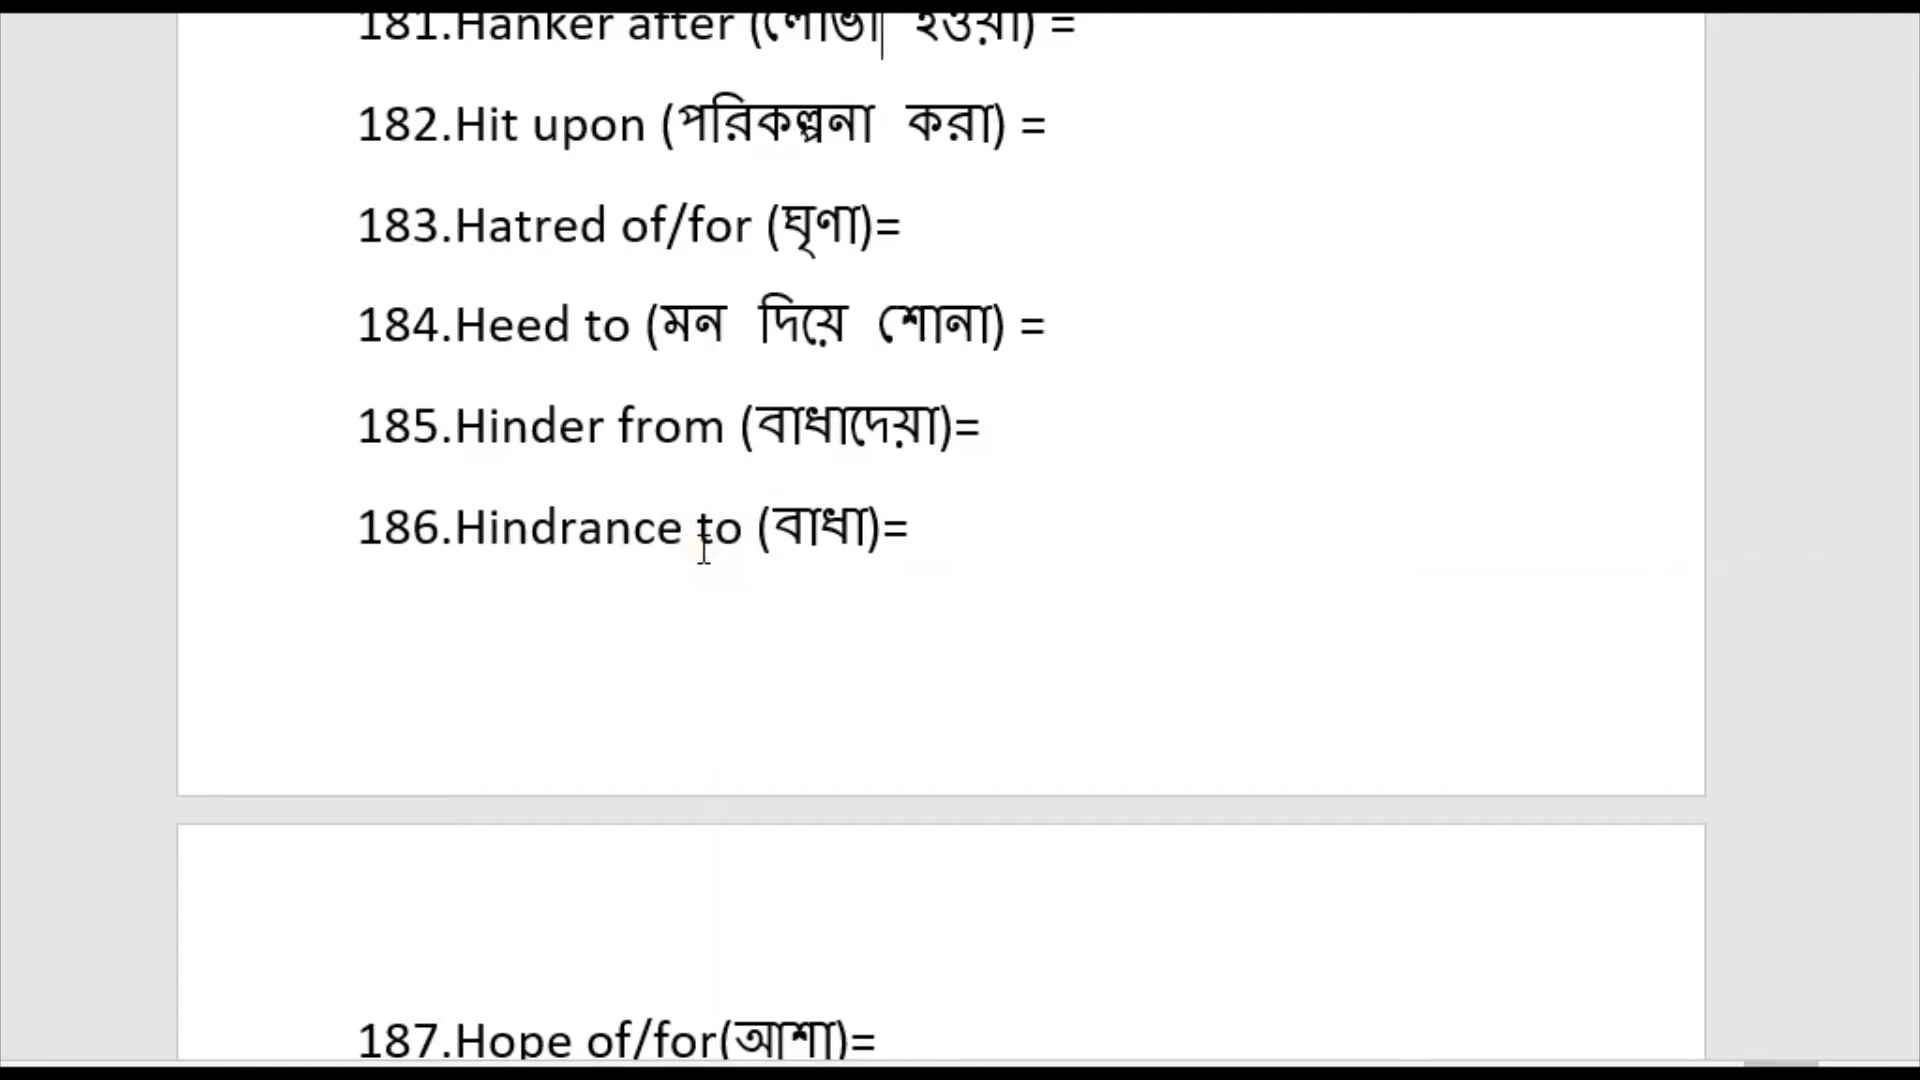 181.Hanker after (লোভা হওয়া) =
182.Hit upon (পরিকল্পনা করা) =
183.Hatred of/for (ঘৃণা)=
184.Heed to (মন দিয়ে শোনা) =
185.Hinder from (বাধাদেয়া)=
186.Hindrance to (বাধা)=
187.Hope of/for(আশা)=